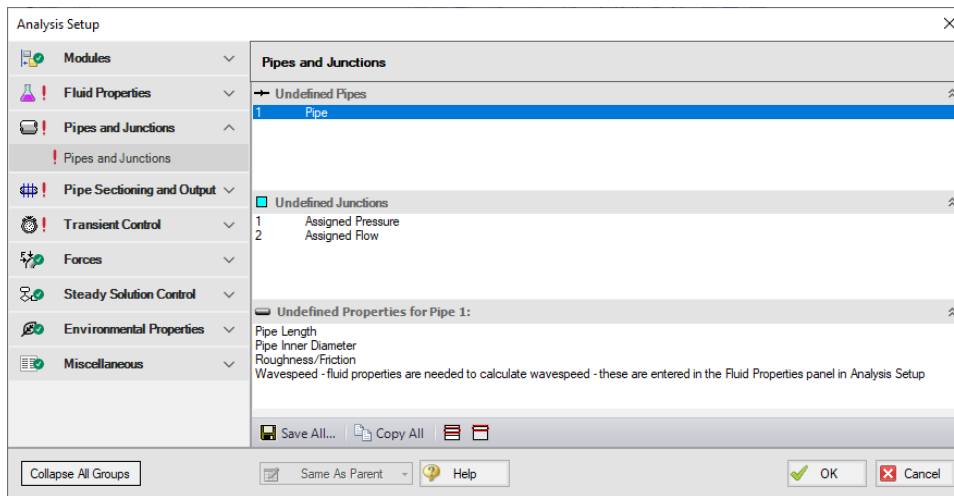 Analysis Setup
Modules
Fluid Properties
Pipes and Junctions
Pipes and Junctions
Pipe Sectioning and Output
Transient Control
Forces
Steady Solution Control
Environmental Properties
Miscellaneous
Pipes and Junctions
Undefined Pipes
1 Pipe
Undefined Junctions
1 Assigned Pressure
2 Assigned Flow
Undefined Properties for Pipe 1:
Pipe Length
Pipe Inner Diameter
Roughness/Friction
Wavespeed - fluid properties are needed to calculate wavespeed - these are entered in the Fluid Properties panel in Analysis Setup
Save All... Copy All
Collapse All Groups Same As Parent Help OK Cancel